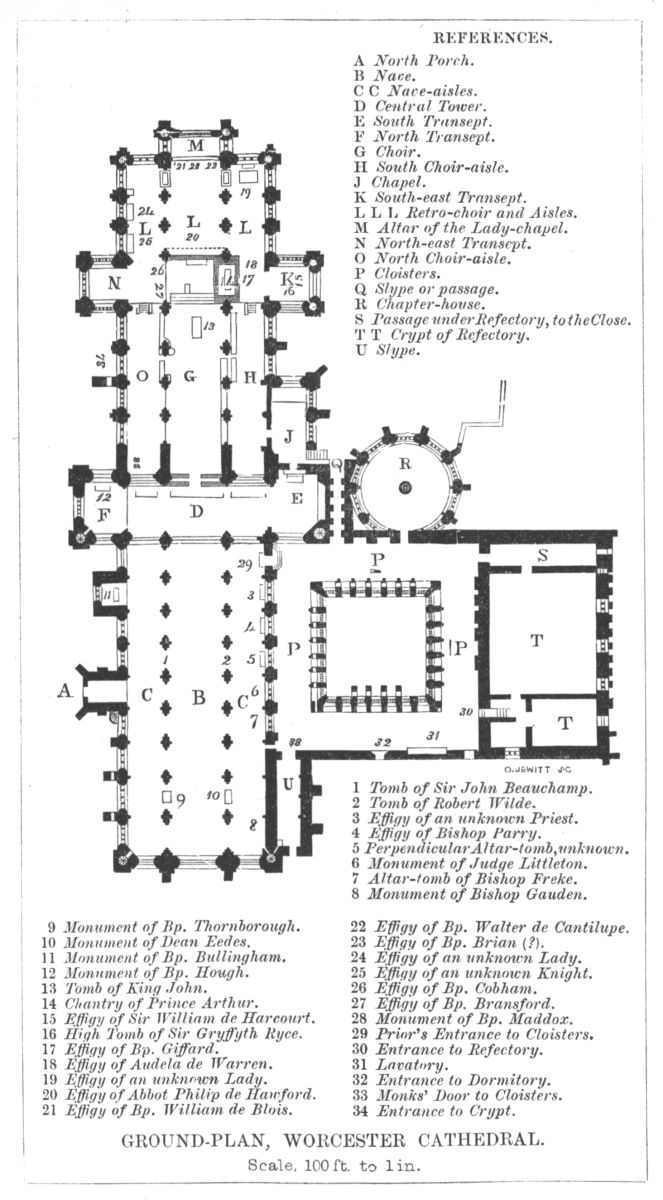 REFERENCES.
A North Porch.
B Nave.
C C Nave-aisles.
D Central Tower.
E South Transept.
F North Transept.
G Choir.
H South Choir-aisle.
J Chapel.
K South-east Transept.
L L L Retro-choir and Aisles.
M Altar of the Lady-chapel.
N North-east Transept.
O North Choir-aisle.
P Cloisters.
Q Slype or passage.
R Chapter-house.
S Passage under Refectory, to the Close.
T T Crypt of Refectory.
U Slype.
M
21 22 23
19
24
L L L
25
20
26
18
N
27
17
K
16
15
13
O G H
J
Q
R
12
F
D
E
P
S
29
11
3
4
P
P
T
1
2
5
A
C
B
C
6
7
30
T
32
31
9
10
U
8
O. JEWITT SC
1 Tomb of Sir John Beauchamp.
2 Tomb of Robert Wilde.
3 Effigy of an unknown Priest.
4 Effigy of Bishop Parry.
5 Perpendicular Altar-tomb, unknown.
6 Monument of Judge Littleton.
7 Altar-tomb of Bishop Freke.
8 Monument of Bishop Gauden.
9 Monument of Bp. Thornborough.
10 Monument of Dean Eedes.
11 Monument of Bp. Bullingham.
12 Monument of Bp. Hough.
13 Tomb of King John.
14 Chantry of Prince Arthur.
15 Effigy of Sir William de Harcourt.
16 High Tomb of Sir Gryffyth Ryce.
17 Effigy of Bp. Giffard.
18 Effigy of Audela de Warren.
19 Effigy of an unknown Lady.
20 Effigy of Abbot Philip de Hawford.
21 Effigy of Bp. William de Blois.
22 Effigy of Bp. Walter de Cantilupe.
23 Effigy of Bp. Brian (?).
24 Effigy of an unknown Lady.
25 Effigy of an unknown Knight.
26 Effigy of Bp. Cobham.
27 Effigy of Bp. Bransford.
28 Monument of Bp. Maddox.
29 Prior's Entrance to Cloisters.
30 Entrance to Refectory.
31 Lavatory.
32 Entrance to Dormitory.
33 Monks' Door to Cloisters.
34 Entrance to Crypt.
GROUND-PLAN, WORCESTER CATHEDRAL.
Scale, 100 ft. to 1 in.